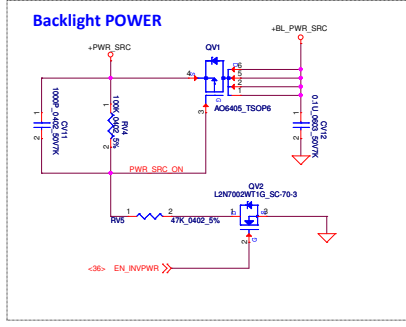 Backlight POWER
+PWR_SRC
+BL_PWR_SRC
QV1
4
6
5
2
1
G
AO6405_TSOP6
3
1000P_0402_50V7K
CV11
1
2
100K_0402_5%
RV4
1
2
0.1U_0603_50V7K
CV12
1
2
PWR_SRC_ON
QV2
L2N7002WT1G_SC-70-3
RV5
1
2
47K_0402_5%
1
3
2
<36> EN_INVPWR